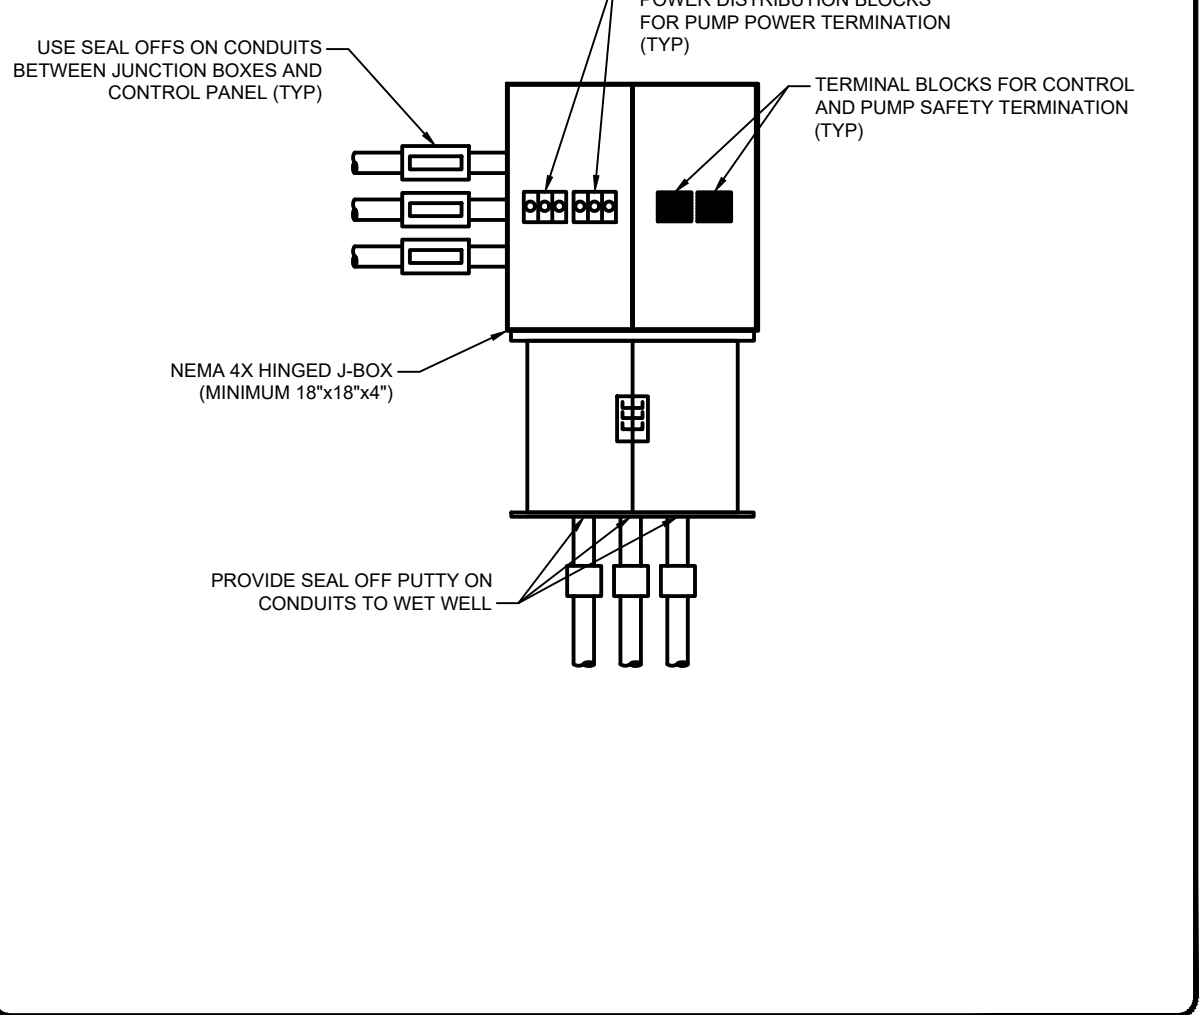 POWER DISTRIBUTION BLOCKS
FOR PUMP POWER TERMINATION
(TYP)
USE SEAL OFFS ON CONDUITS
BETWEEN JUNCTION BOXES AND
CONTROL PANEL (TYP)
TERMINAL BLOCKS FOR CONTROL
AND PUMP SAFETY TERMINATION
(TYP)
NEMA 4X HINGED J-BOX
(MINIMUM 18"x18"x4")
PROVIDE SEAL OFF PUTTY ON
CONDUITS TO WET WELL